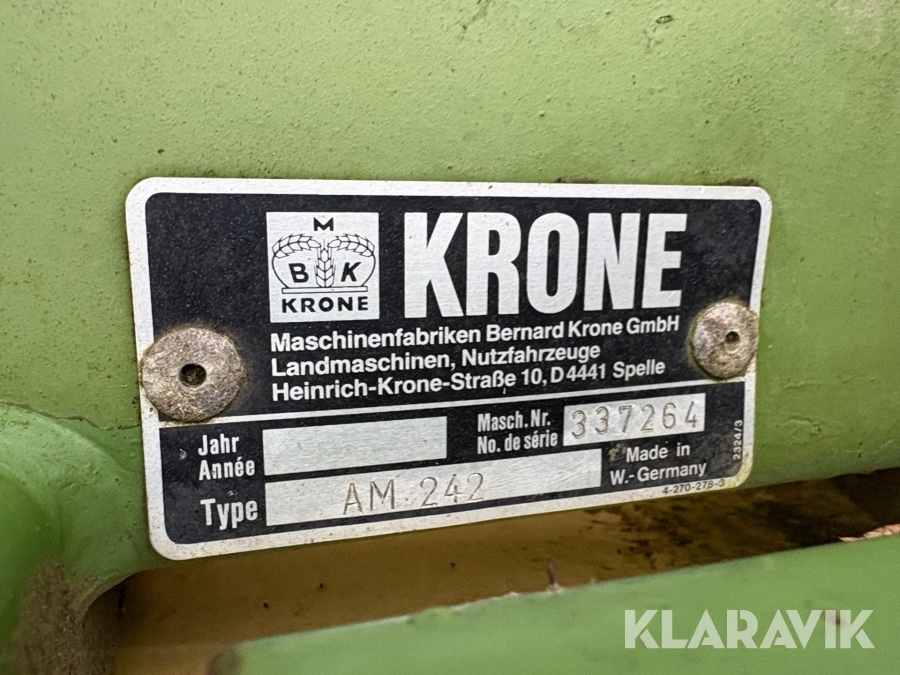 M
B K
KRONE
KRONE
Maschinenfabriken Bernard Krone GmbH
Landmaschinen, Nutzfahrzeuge
Heinrich-Krone-Straße 10, D 4441 Spelle
Jahr
Année
Masch.Nr.
No. de série
337264
Type
AM 242
Made in
W.-Germany
4-270-278-3
2324/3
KLARAVIK